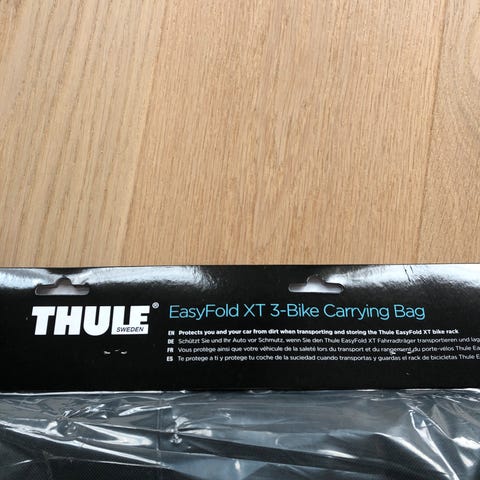 THULE®
SWEDEN
EasyFold XT 3-Bike Carrying Bag
EN Protects you and your car from dirt when transporting and storing the Thule EasyFold XT bike rack
DE Schützt Sie und Ihr Auto vor Schmutz, wenn Sie den Thule EasyFold XT Fahrradträger transportieren und lag
FR Vous protège ainsi que votre véhicule de la saleté lors du transport et du rangement du porte-vélos Thule Ea
ES Te protege a ti y protege tu coche de la suciedad cuando transportas y guardas el rack de bicicletas Thule E